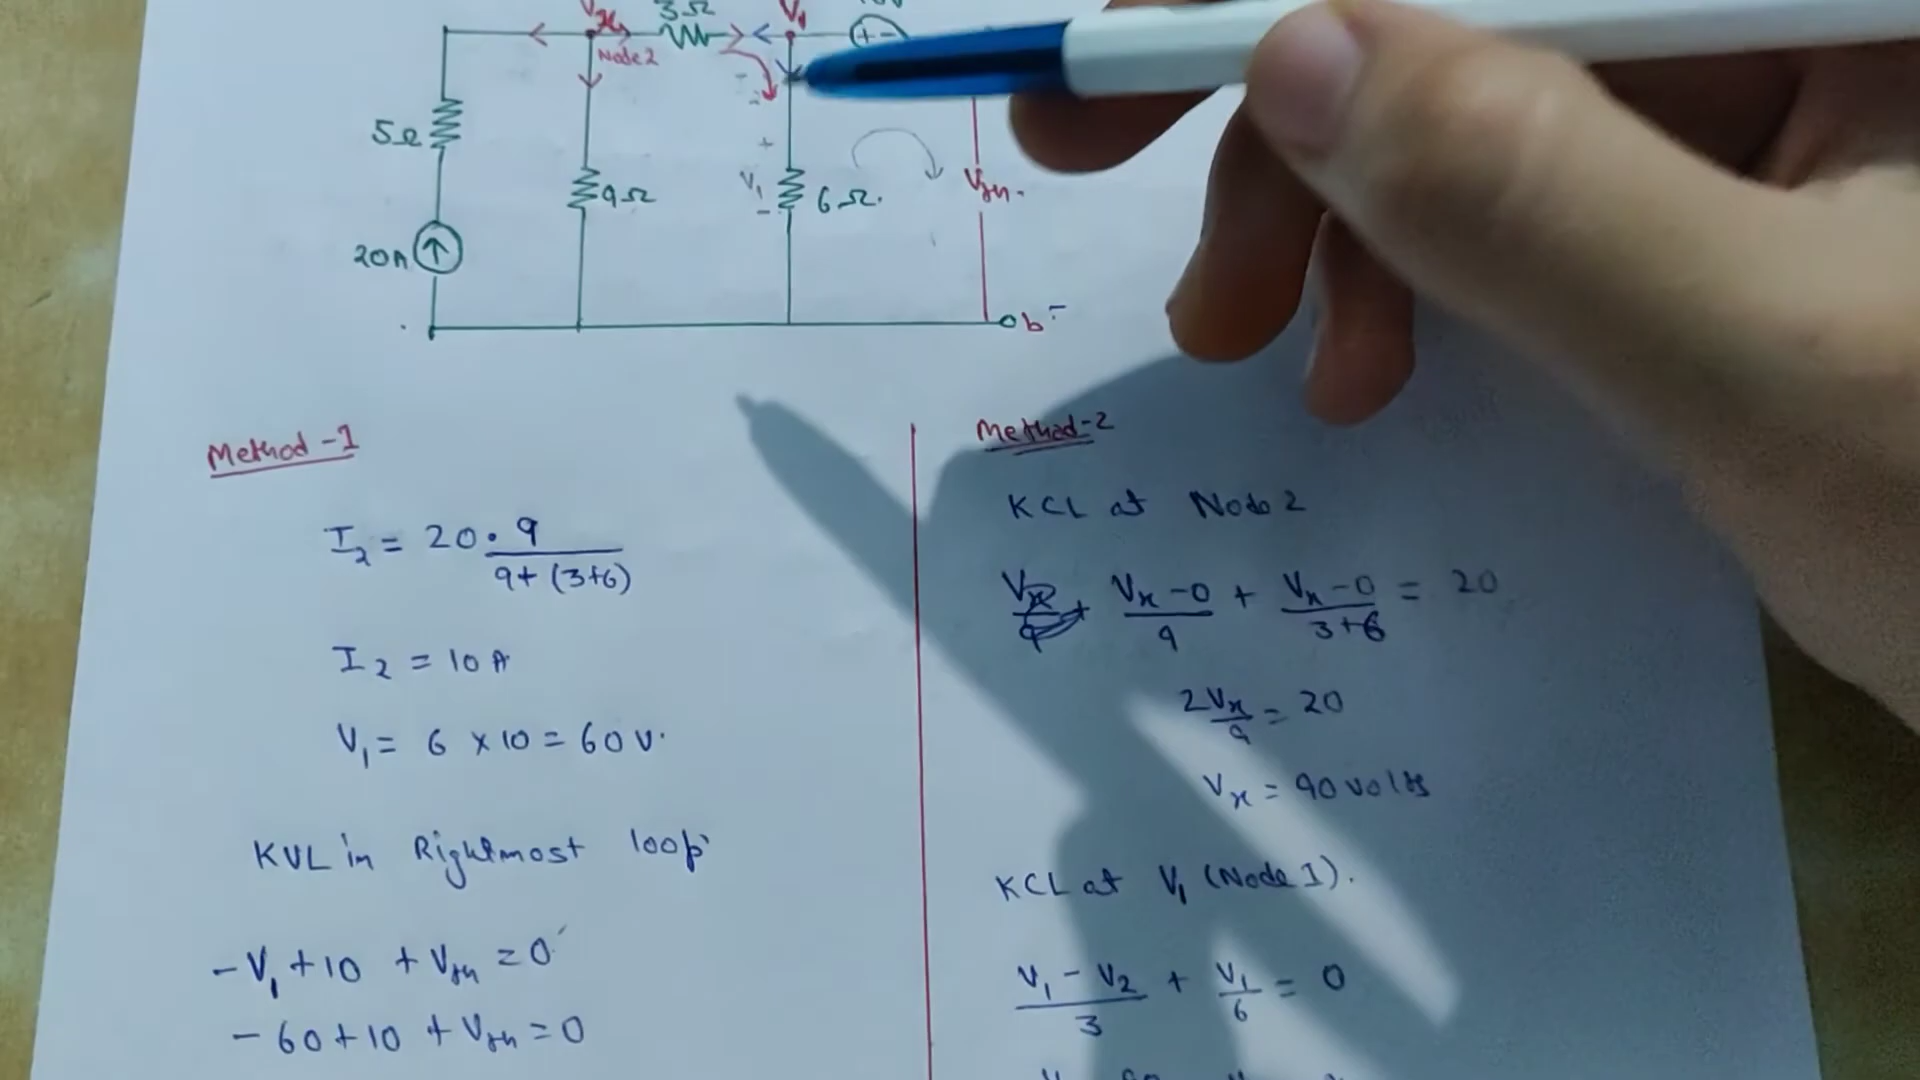 Vx
3Ω
V1
Node 2
5Ω
+ -
-
+
V1
-
9Ω
6Ω.
Vth.
20A
b -
Method - 1
I2 = 20 . 9 / 9 + (3+6)
I2 = 10 A
V1 = 6 × 10 = 60 V.
KVL in Rightmost loop
- V1 + 10 + Vth = 0
- 60 + 10 + Vth = 0
Method - 2
KCL at Node 2
Vx - 0 / 9 + Vx - 0 / 3+6 = 20
2Vx / 9 = 20
Vx = 90 volts
KCL at V1 (Node 1).
V1 - V2 / 3 + V1 / 6 = 0